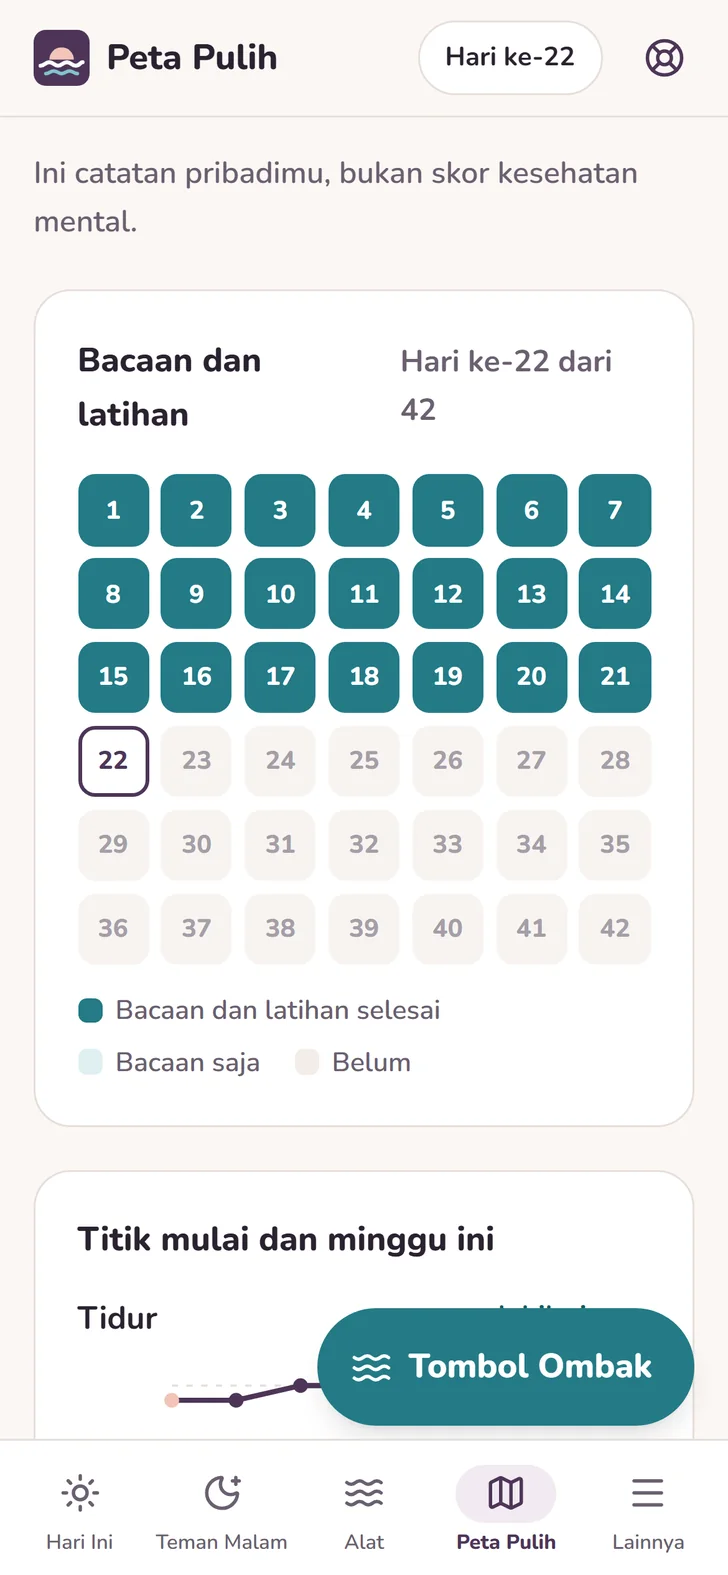 Peta Pulih
Hari ke-22
Ini catatan pribadimu, bukan skor kesehatan
mental.
Bacaan dan
latihan
Hari ke-22 dari
42
1 2 3 4 5 6 7
8 9 10 11 12 13 14
15 16 17 18 19 20 21
22 23 24 25 26 27 28
29 30 31 32 33 34 35
36 37 38 39 40 41 42
Bacaan dan latihan selesai
Bacaan saja Belum
Titik mulai dan minggu ini
Tidur
Tombol Ombak
Hari Ini Teman Malam Alat Peta Pulih Lainnya